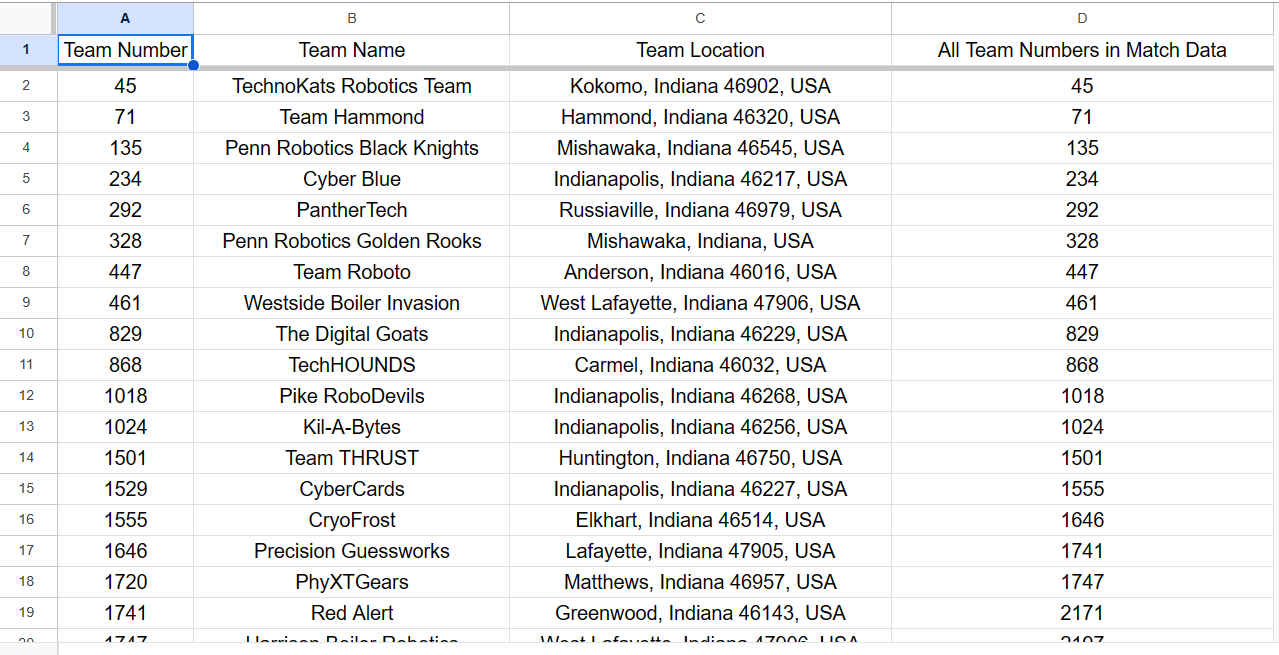 A B C D
1 Team Number Team Name Team Location All Team Numbers in Match Data
2 45 TechnoKats Robotics Team Kokomo, Indiana 46902, USA 45
3 71 Team Hammond Hammond, Indiana 46320, USA 71
4 135 Penn Robotics Black Knights Mishawaka, Indiana 46545, USA 135
5 234 Cyber Blue Indianapolis, Indiana 46217, USA 234
6 292 PantherTech Russiaville, Indiana 46979, USA 292
7 328 Penn Robotics Golden Rooks Mishawaka, Indiana, USA 328
8 447 Team Roboto Anderson, Indiana 46016, USA 447
9 461 Westside Boiler Invasion West Lafayette, Indiana 47906, USA 461
10 829 The Digital Goats Indianapolis, Indiana 46229, USA 829
11 868 TechHOUNDS Carmel, Indiana 46032, USA 868
12 1018 Pike RoboDevils Indianapolis, Indiana 46268, USA 1018
13 1024 Kil-A-Bytes Indianapolis, Indiana 46256, USA 1024
14 1501 Team THRUST Huntington, Indiana 46750, USA 1501
15 1529 CyberCards Indianapolis, Indiana 46227, USA 1555
16 1555 CryoFrost Elkhart, Indiana 46514, USA 1646
17 1646 Precision Guessworks Lafayette, Indiana 47905, USA 1741
18 1720 PhyXTGears Matthews, Indiana 46957, USA 1747
19 1741 Red Alert Greenwood, Indiana 46143, USA 2171
20 1747 Harrison Boiler Robotics West Lafayette, Indiana 47906, USA 2197